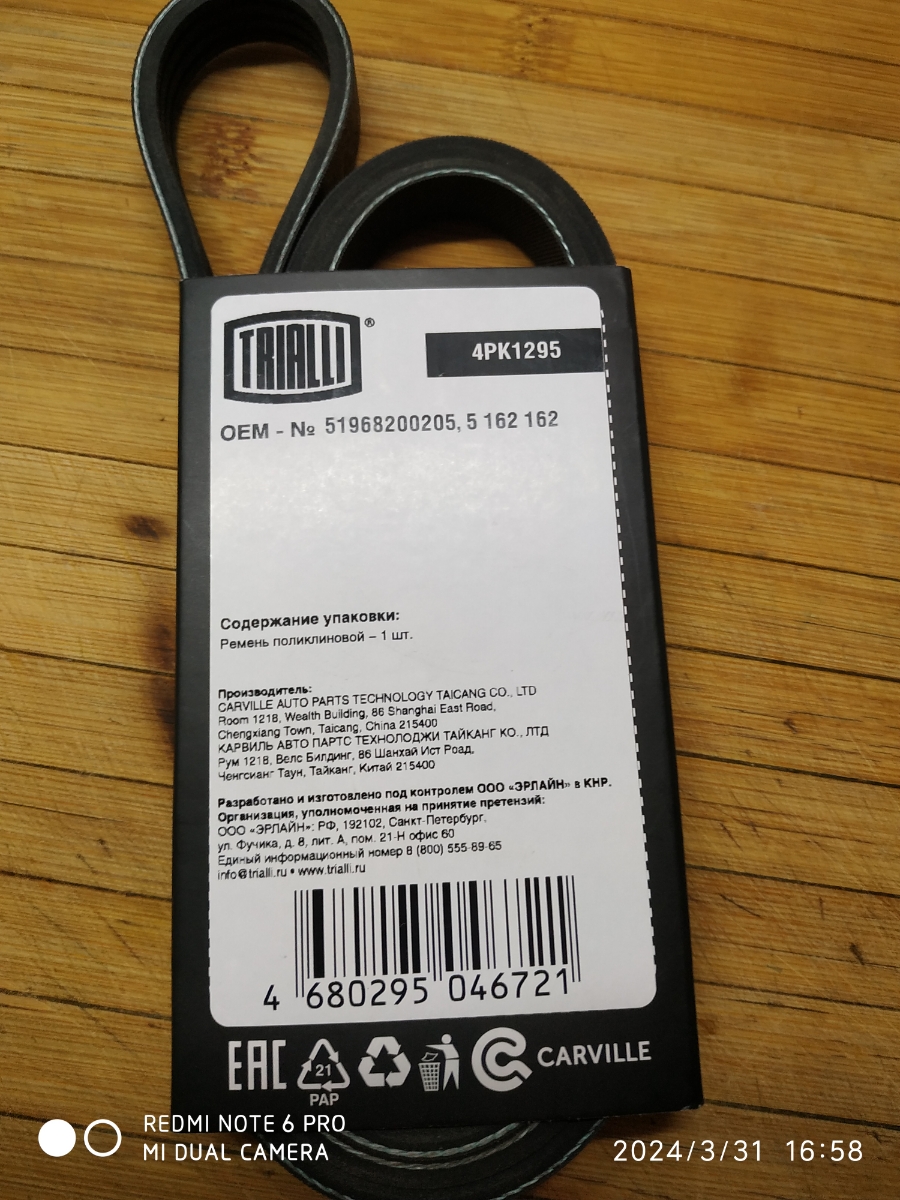 TRIALLI ®
4PK1295
OEM - № 51968200205, 5 162 162
Содержание упаковки:
Ремень поликлиновой – 1 шт.
Производитель:
CARVILLE AUTO PARTS TECHNOLOGY TAICANG CO., LTD
Room 1218, Wealth Building, 86 Shanghai East Road,
Chengxiang Town, Taicang, China 215400
КАРВИЛЬ АВТО ПАРТС ТЕХНОЛОДЖИ ТАЙКАНГ КО., ЛТД
Рум 1218, Велс Билдинг, 86 Шанхай Ист Роад,
Ченгсианг Таун, Тайканг, Китай 215400
Разработано и изготовлено под контролем ООО «ЭРЛАЙН» в КНР.
Организация, уполномоченная на принятие претензий:
ООО «ЭРЛАЙН»: РФ, 192102, Санкт-Петербург,
ул. Фучика, д. 8, лит. А, пом. 21-Н офис 60
Единый информационный номер 8 (800) 555-89-65
info@trialli.ru • www.trialli.ru
4 680295 046721
EAC 21 CARVILLE
PAP
REDMI NOTE 6 PRO
MI DUAL CAMERA
2024/3/31 16:58